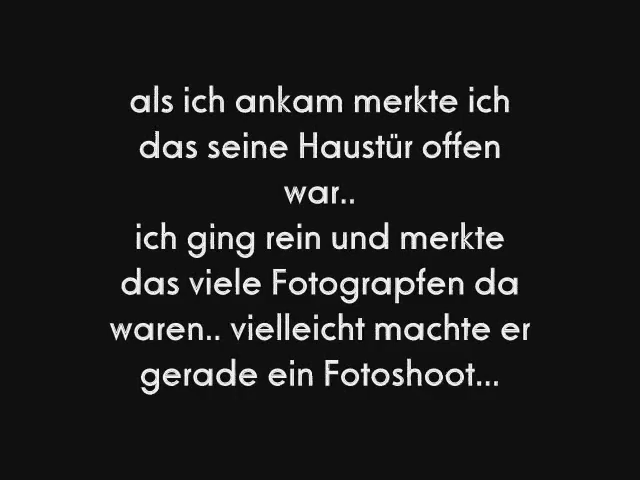 als ich ankam merkte ich
das seine Haustür offen
war..
ich ging rein und merkte
das viele Fotograpfen da
waren.. vielleicht machte er
gerade ein Fotoshoot...